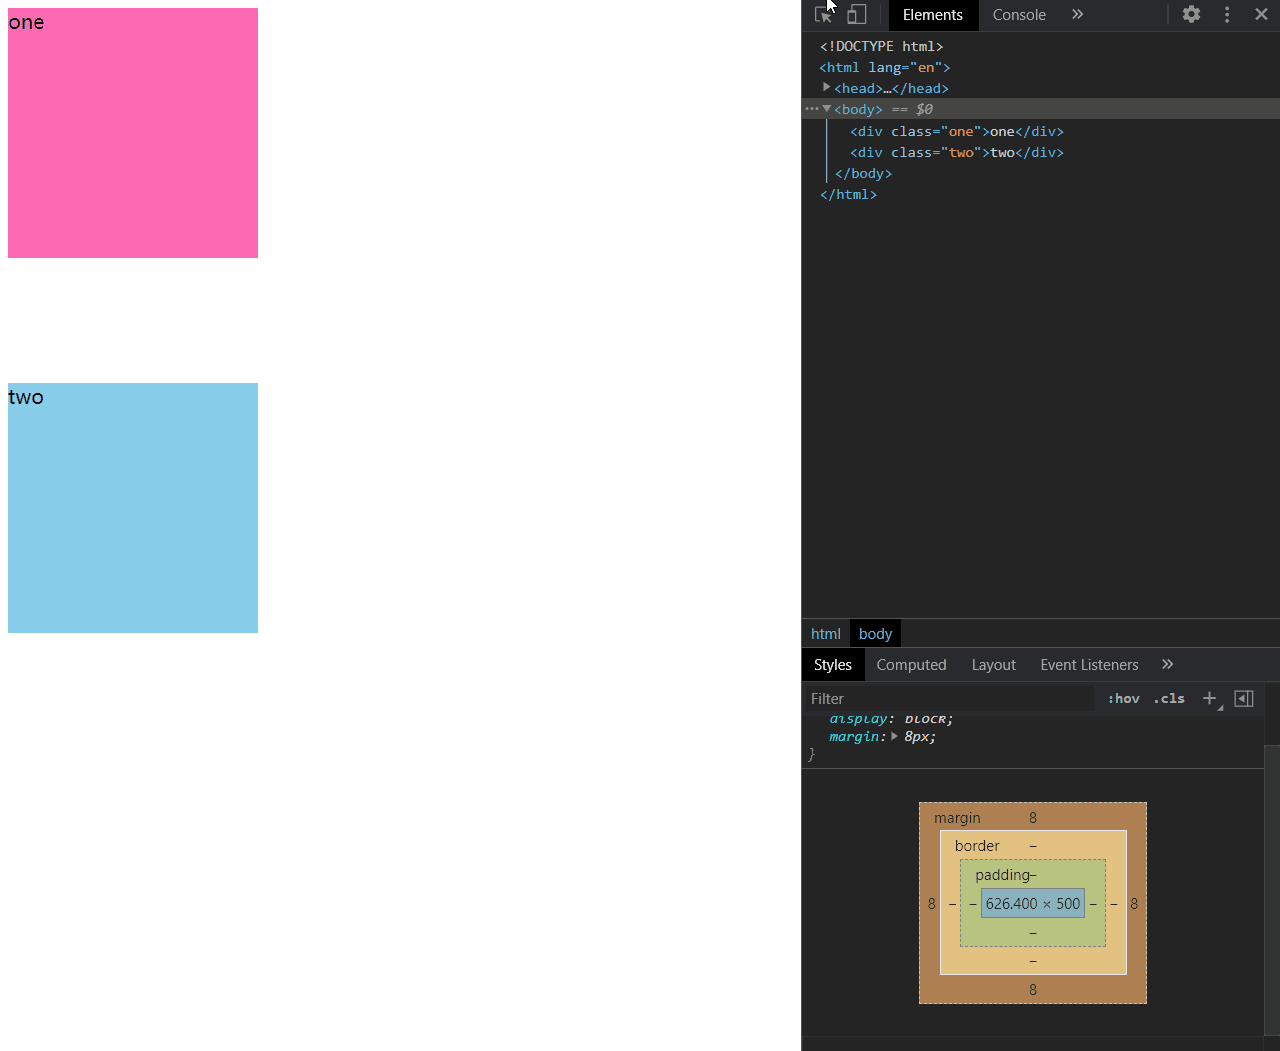 one
two
Elements Console
<!DOCTYPE html>
<html lang="en">
<head>…</head>
<body> == $0
<div class="one">one</div>
<div class="two">two</div>
</body>
</html>
html body
Styles Computed Layout Event Listeners
Filter :hov .cls
display: block;
margin: 8px;
}
margin 8
border –
padding –
8 – – 626.400 × 500 – – 8
–
–
8